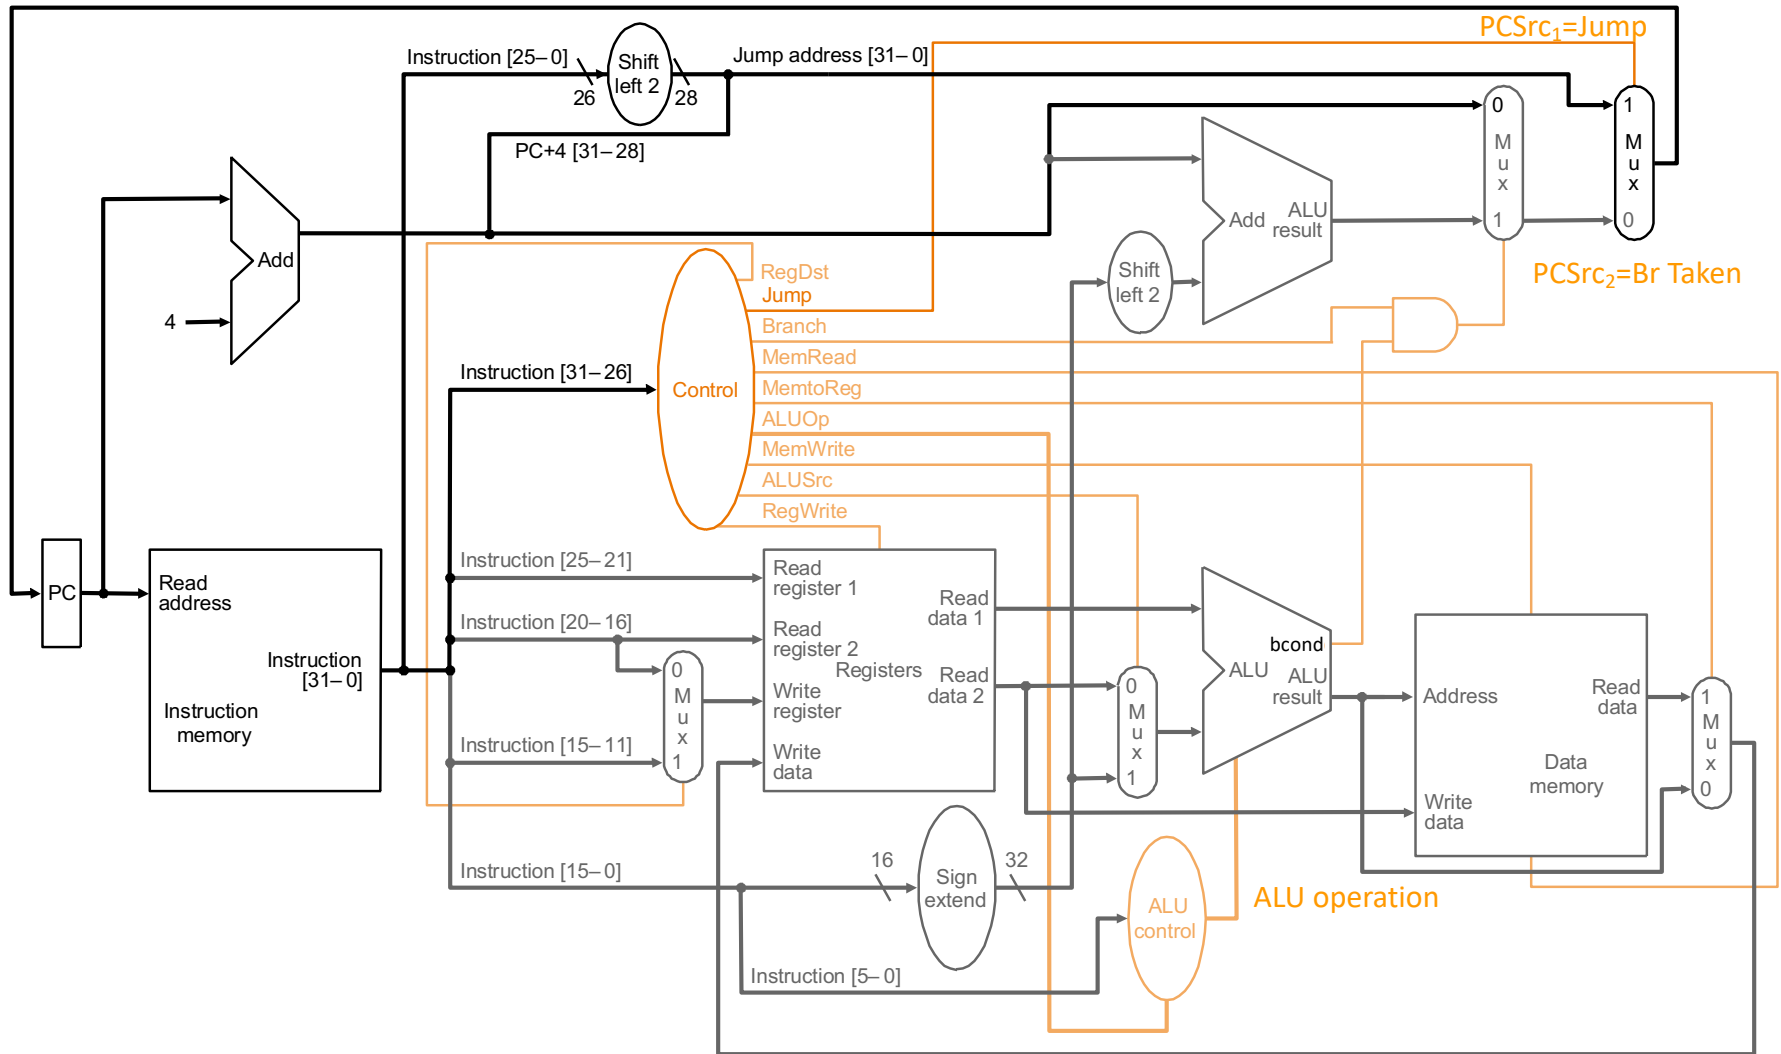 PCSrc1=Jump
Instruction [25–0]
Shift
left 2
Jump address [31–0]
26
28
PC+4 [31–28]
0
M
u
x
1
1
M
u
x
0
Add
ALU
result
Add
4
Shift
left 2
PCSrc2=Br Taken
RegDst
Jump
Branch
MemRead
MemtoReg
ALUOp
MemWrite
ALUSrc
RegWrite
Control
Instruction [31–26]
PC
Read
address
Instruction
[31–0]
Instruction
memory
Instruction [25–21]
Instruction [20–16]
Instruction [15–11]
Instruction [15–0]
0
M
u
x
1
Read
register 1
Read
register 2
Write
register
Write
data
Registers
Read
data 1
Read
data 2
0
M
u
x
1
bcond
ALU
ALU
result
Address
Read
data
Data
memory
Write
data
1
M
u
x
0
16
Sign
extend
32
ALU
control
ALU operation
Instruction [5–0]